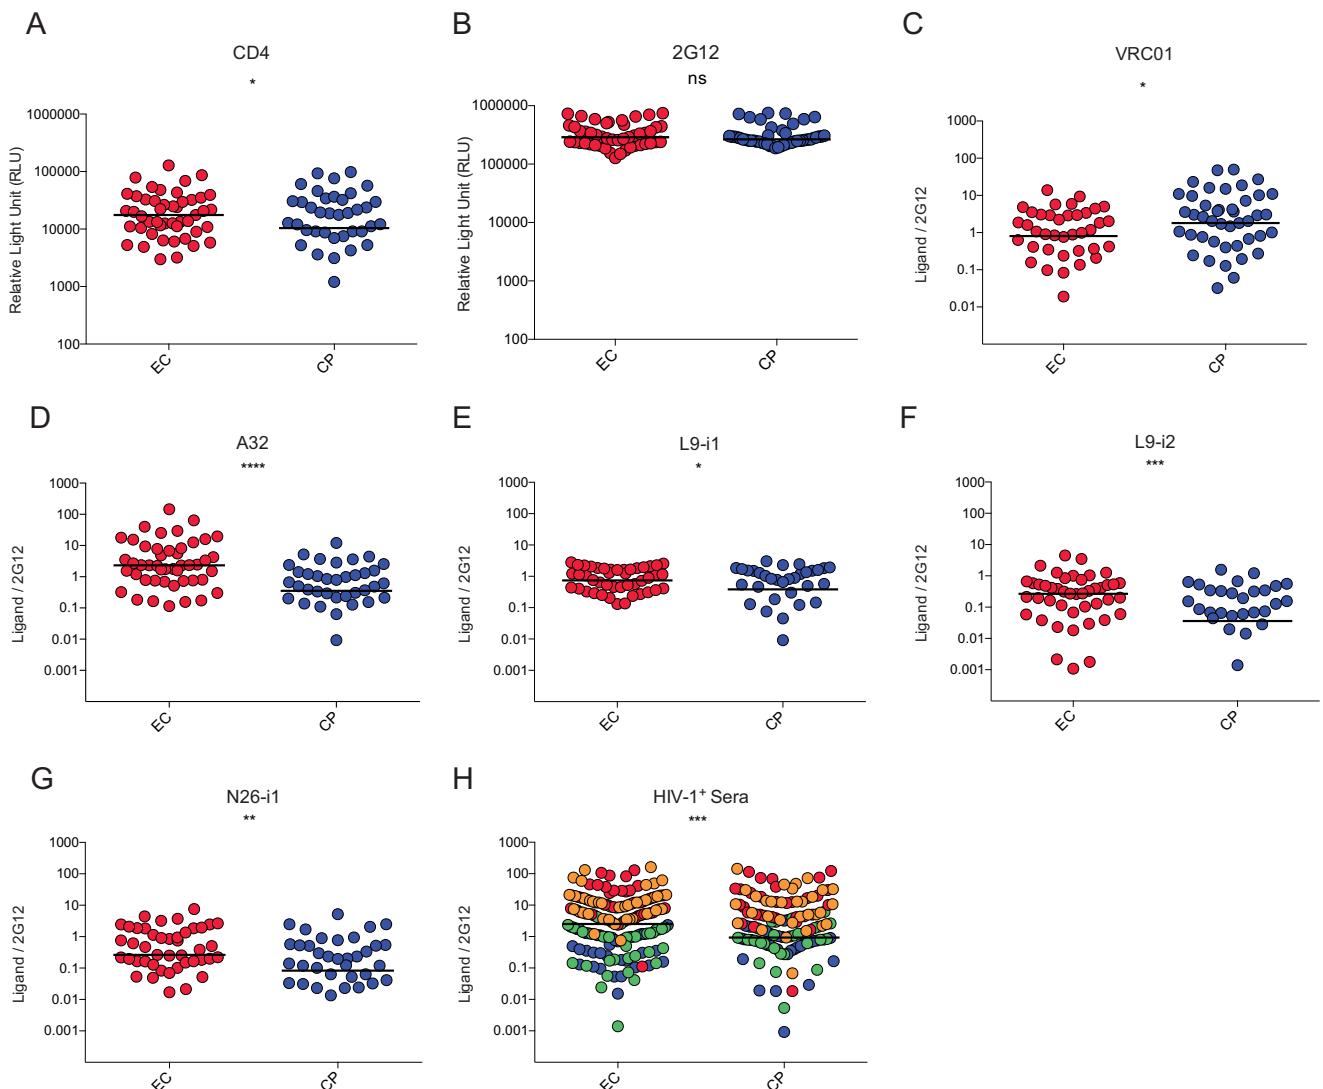 A
CD4
*
Relative Light Unit (RLU)
1000000
100000
10000
1000
100
EC
CP
B
2G12
ns
Relative Light Unit (RLU)
1000000
100000
10000
1000
100
EC
CP
C
VRC01
*
Ligand / 2G12
1000
100
10
1
0.1
0.01
EC
CP
D
A32
****
Ligand / 2G12
1000
100
10
1
0.1
0.01
0.001
EC
CP
E
L9-i1
*
Ligand / 2G12
1000
100
10
1
0.1
0.01
0.001
EC
CP
F
L9-i2
***
Ligand / 2G12
1000
100
10
1
0.1
0.01
0.001
EC
CP
G
N26-i1
**
Ligand / 2G12
1000
100
10
1
0.1
0.01
0.001
EC
CP
H
HIV-1⁺ Sera
***
Ligand / 2G12
1000
100
10
1
0.1
0.01
0.001
EC
CP